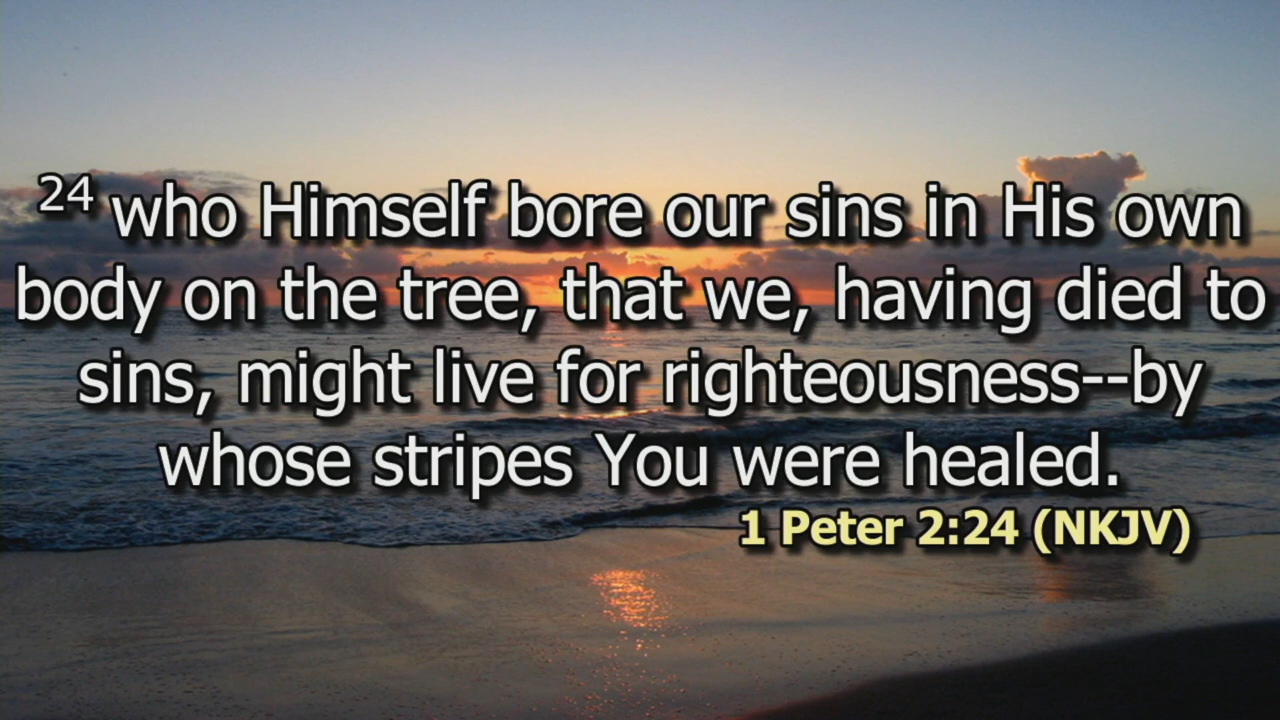 24 who Himself bore our sins in His own
body on the tree, that we, having died to
sins, might live for righteousness--by
whose stripes You were healed.
1 Peter 2:24 (NKJV)